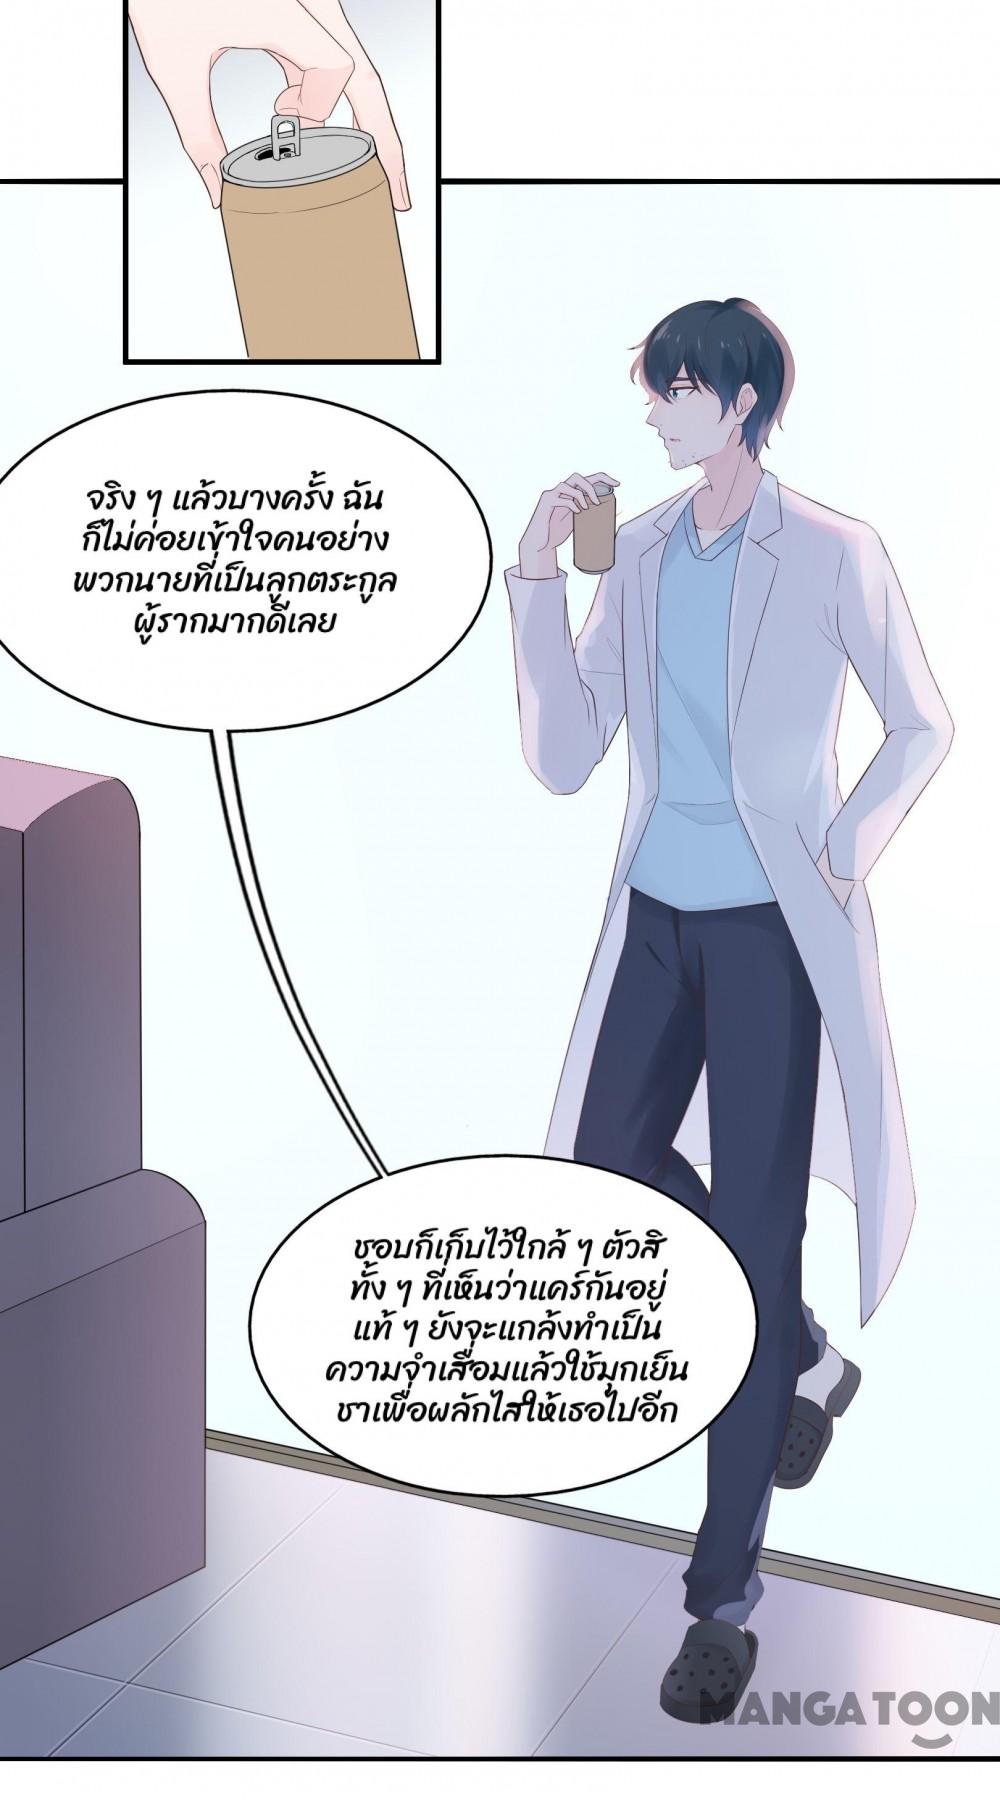 จริง ๆ แล้วบางครั้ง ฉัน
ก็ไม่ค่อยเข้าใจคนอย่าง
พวกนายที่เป็นลูกตระกูล
ผู้รากมากดีเลย
ชอบก็เก็บไว้ใกล้ ๆ ตัวสิ
ทั้ง ๆ ที่เห็นว่าแคร์กันอยู่
แท้ ๆ ยังจะแกล้งทำเป็น
ความจำเสื่อมแล้วใช้มุกเย็น
ชาเพื่อผลักไสให้เธอไปอีก
MANGATOON